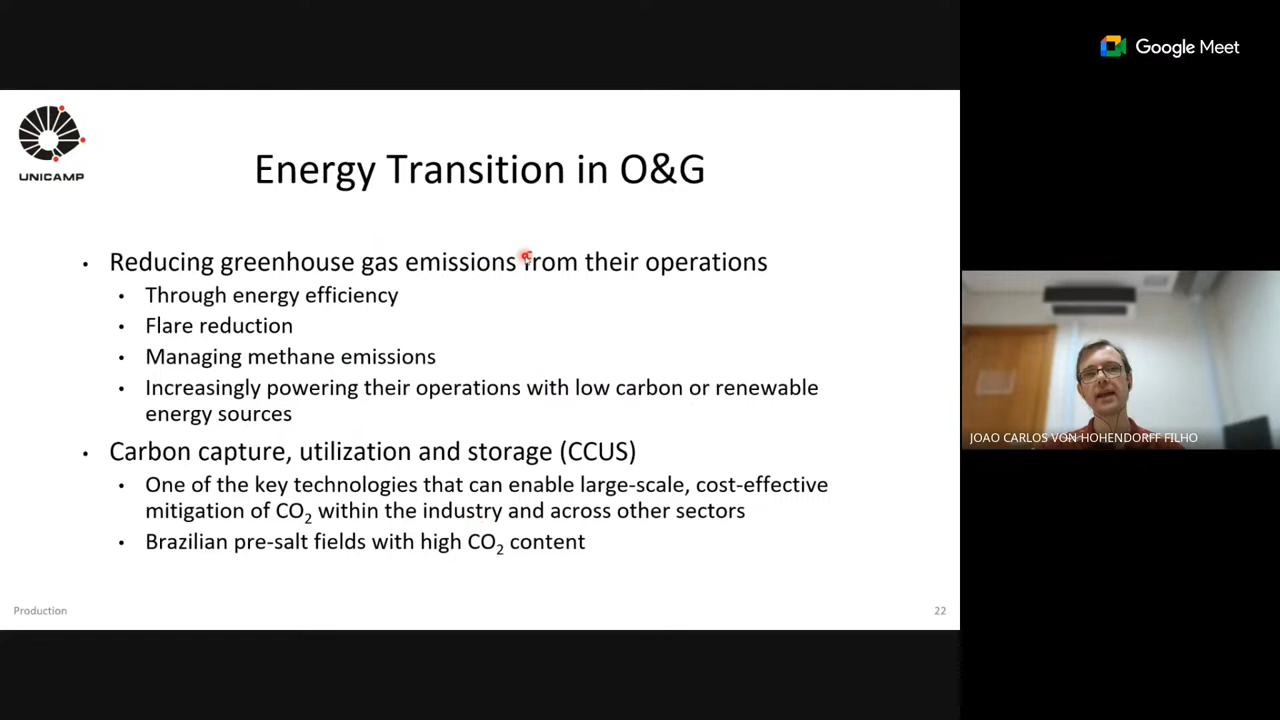 Google Meet
UNICAMP
Energy Transition in O&G
• Reducing greenhouse gas emissions from their operations
• Through energy efficiency
• Flare reduction
• Managing methane emissions
• Increasingly powering their operations with low carbon or renewable
energy sources
• Carbon capture, utilization and storage (CCUS)
• One of the key technologies that can enable large-scale, cost-effective
mitigation of CO₂ within the industry and across other sectors
• Brazilian pre-salt fields with high CO₂ content
Production
22
JOAO CARLOS VON HOHENDORFF FILHO